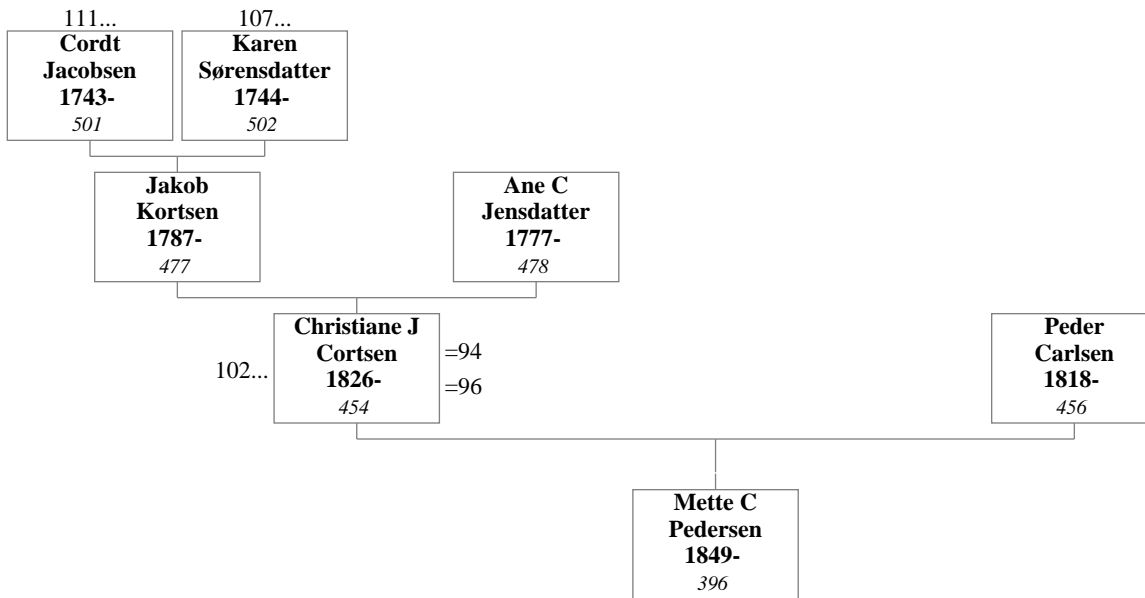 111...
107...
Cordt
Jacobsen
1743-
501
Karen
Sørensdatter
1744-
502
Jakob
Kortsen
1787-
477
Ane C
Jensdatter
1777-
478
102...
Christiane J
Cortsen
1826-
454
=94
=96
Peder
Carlsen
1818-
456
Mette C
Pedersen
1849-
396